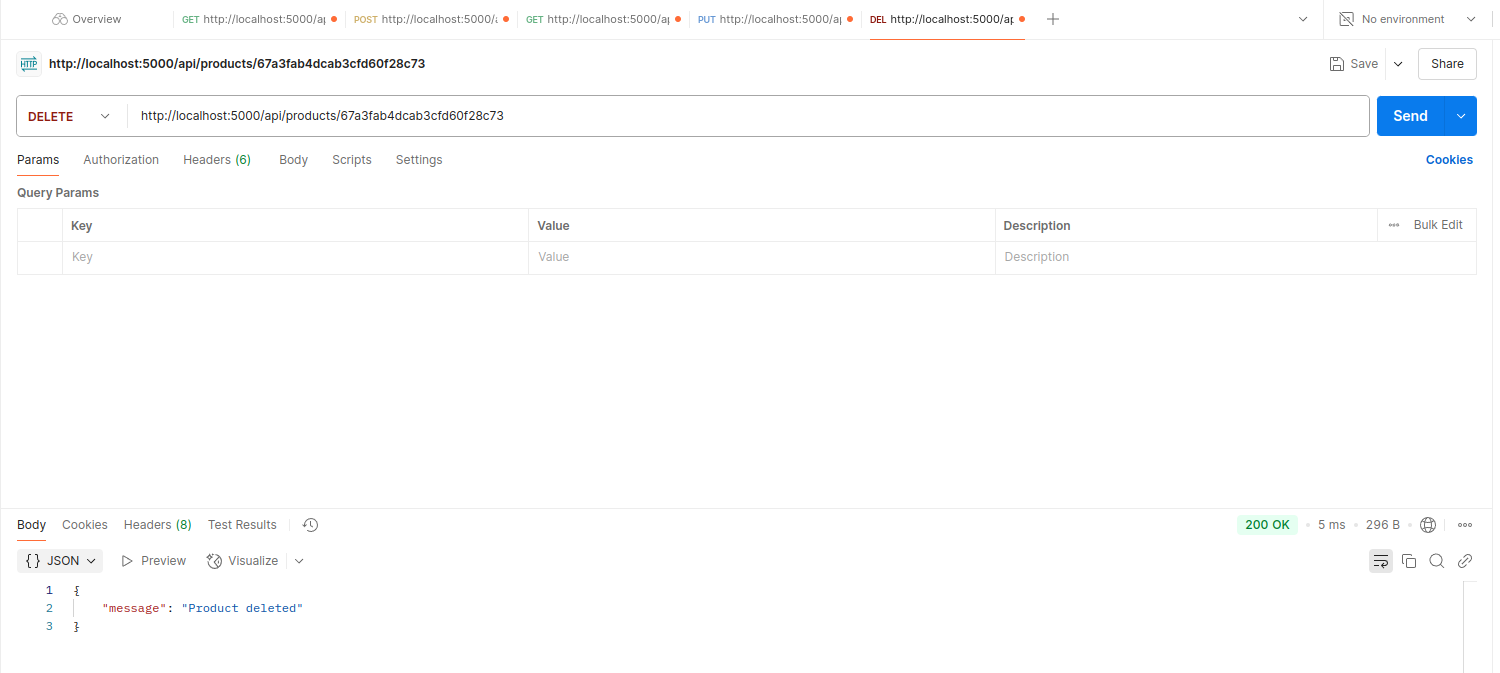 Overview GET http://localhost:5000/ap POST http://localhost:5000/a GET http://localhost:5000/ap PUT http://localhost:5000/ap DEL http://localhost:5000/ap No environment
HTTP http://localhost:5000/api/products/67a3fab4dcab3cfd60f28c73 Save Share
DELETE http://localhost:5000/api/products/67a3fab4dcab3cfd60f28c73 Send
Params Authorization Headers (6) Body Scripts Settings Cookies
Query Params
Key Value Description Bulk Edit
Key Value Description
Body Cookies Headers (8) Test Results 200 OK 5 ms 296 B
{} JSON Preview Visualize
1 {
2 "message": "Product deleted"
3 }